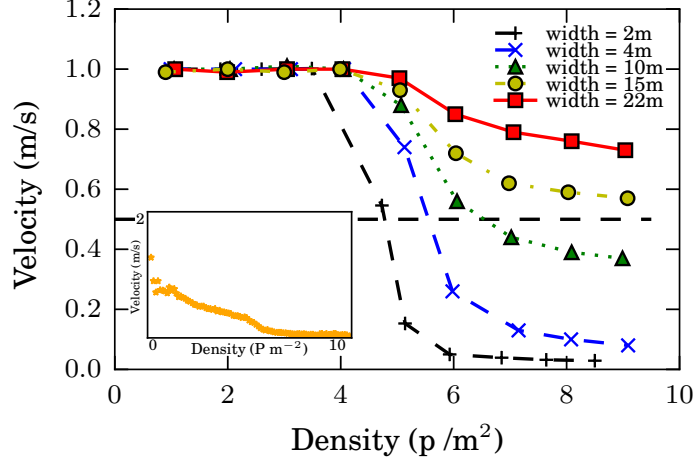 1.2
1.0
0.8
0.6
0.4
0.2
0.0
0
2
4
6
8
10
Velocity (m/s)
Density (p /m²)
width = 2m
width = 4m
width = 10m
width = 15m
width = 22m
2
Velocity (m/s)
0
10
Density (P m⁻²)